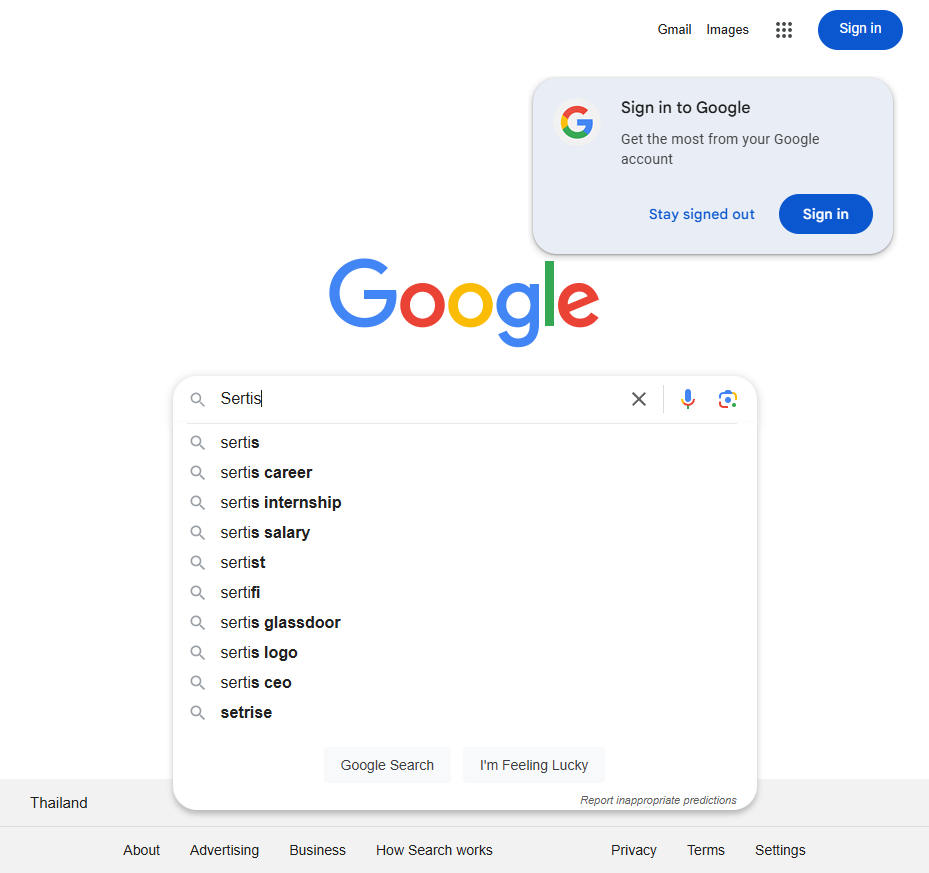 Gmail Images Sign in
Sign in to Google
Get the most from your Google
account
Stay signed out Sign in
Google
Sertis
sertis
sertis career
sertis internship
sertis salary
sertist
sertifi
sertis glassdoor
sertis logo
sertis ceo
setrise
Google Search I'm Feeling Lucky
Report inappropriate predictions
Thailand
About Advertising Business How Search works Privacy Terms Settings